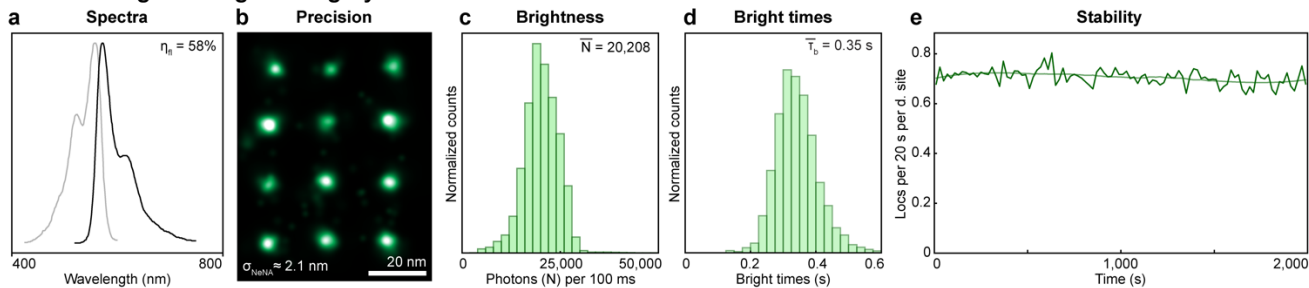 a Spectra
η_fl = 58%
400 800
Wavelength (nm)
b Precision
σ_NeNA ≈ 2.1 nm
20 nm
c Brightness
N̅ = 20,208
Normalized counts
0 25,000 50,000
Photons (N) per 100 ms
d Bright times
τ̅_b = 0.35 s
Normalized counts
0 0.2 0.4 0.6
Bright times (s)
e Stability
Locs per 20 s per d. site
0.8
0.6
0.4
0.2
0
0 1,000 2,000
Time (s)